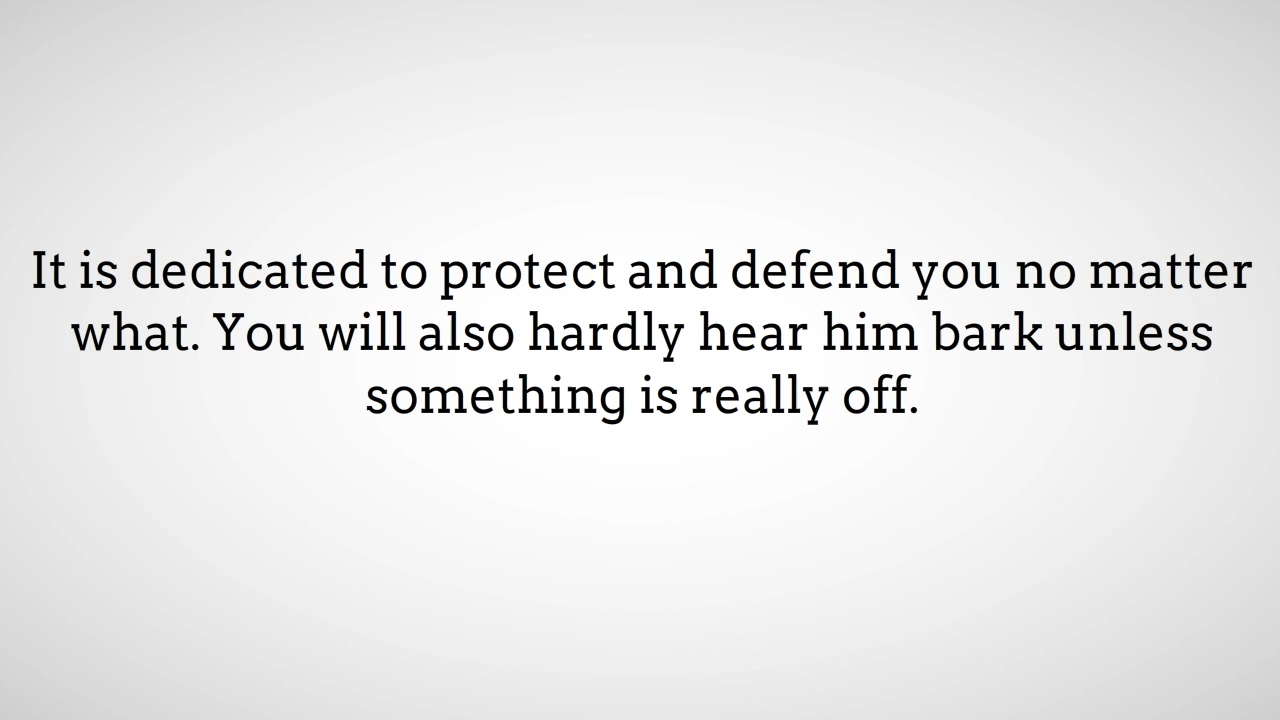 It is dedicated to protect and defend you no matter
what. You will also hardly hear him bark unless
something is really off.